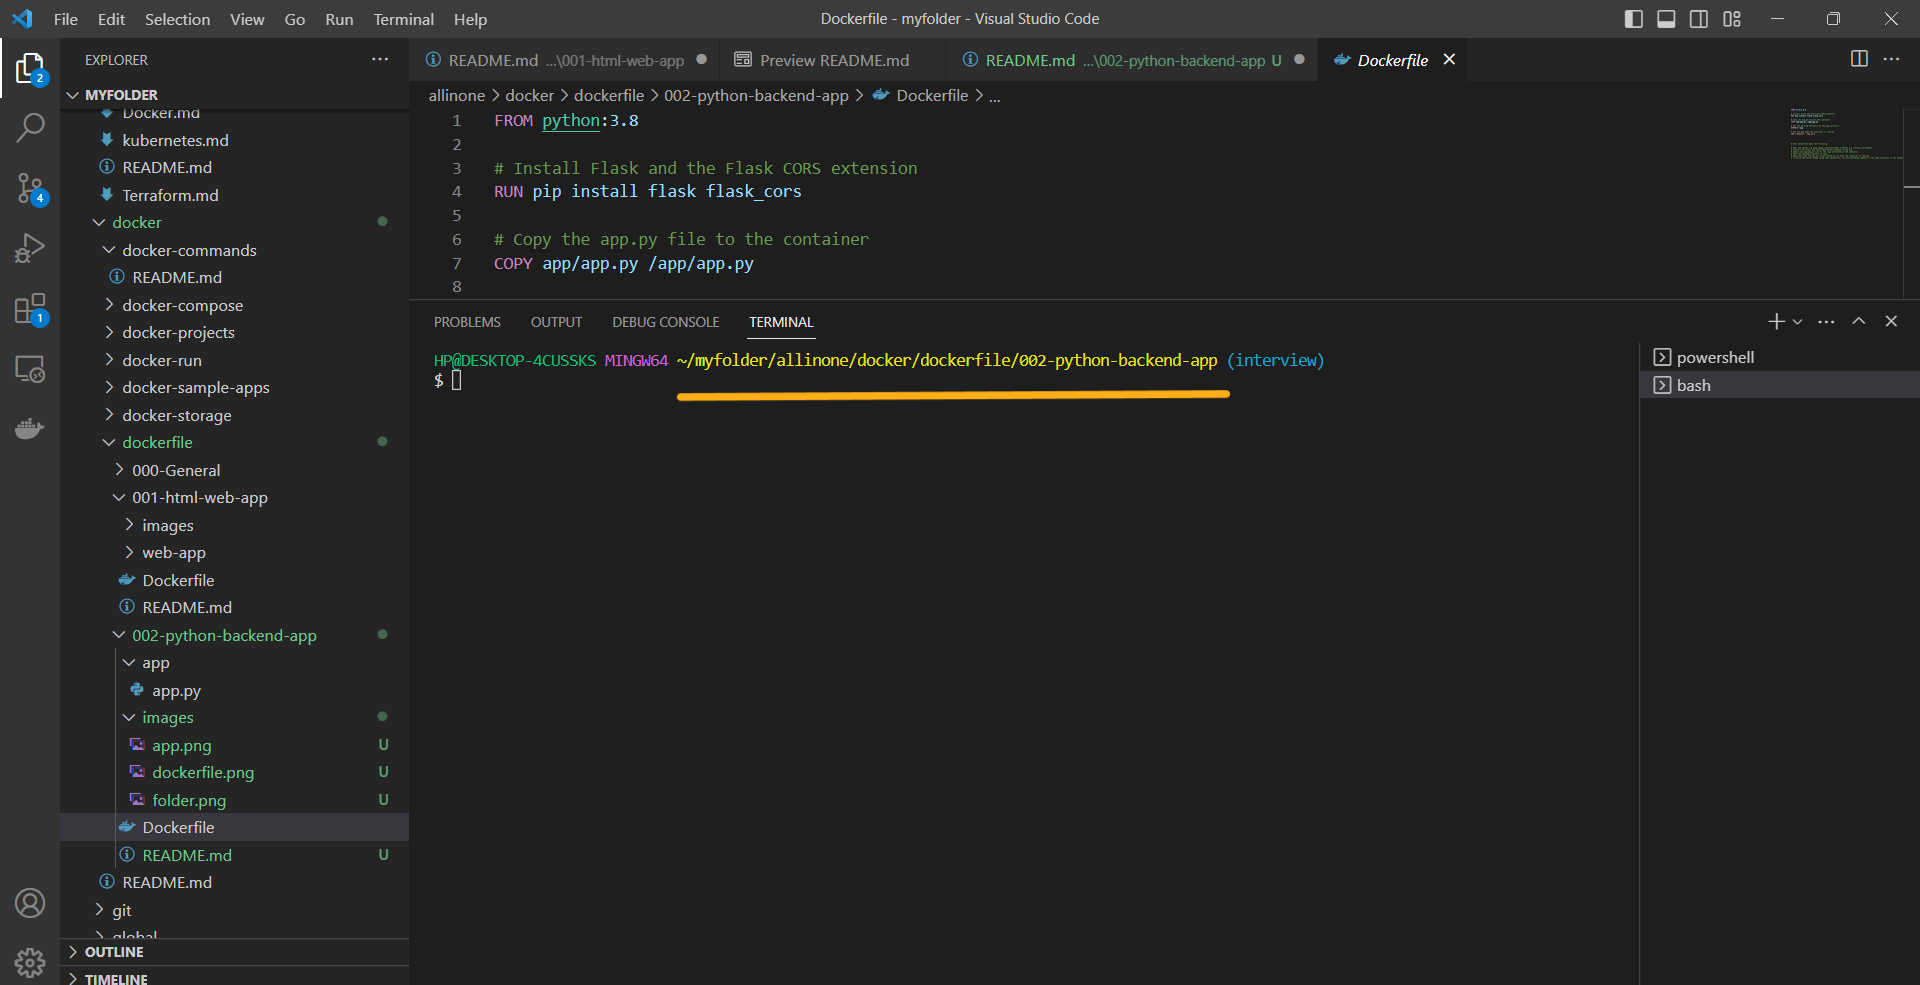 File Edit Selection View Go Run Terminal Help
Dockerfile - myfolder - Visual Studio Code
2
4
1
EXPLORER
MYFOLDER
Docker.md
kubernetes.md
README.md
Terraform.md
docker
docker-commands
README.md
docker-compose
docker-projects
docker-run
docker-sample-apps
docker-storage
dockerfile
000-General
001-html-web-app
images
web-app
Dockerfile
README.md
002-python-backend-app
app
app.py
images
app.png U
dockerfile.png U
folder.png U
Dockerfile
README.md U
README.md
git
global
OUTLINE
TIMELINE
README.md ...\001-html-web-app
Preview README.md
README.md ...\002-python-backend-app U
Dockerfile
allinone > docker > dockerfile > 002-python-backend-app > Dockerfile > ...
1 FROM python:3.8
2
3 # Install Flask and the Flask CORS extension
4 RUN pip install flask flask_cors
5
6 # Copy the app.py file to the container
7 COPY app/app.py /app/app.py
8
PROBLEMS OUTPUT DEBUG CONSOLE TERMINAL
HP@DESKTOP-4CUSSKS MINGW64 ~/myfolder/allinone/docker/dockerfile/002-python-backend-app (interview)
$
powershell
bash